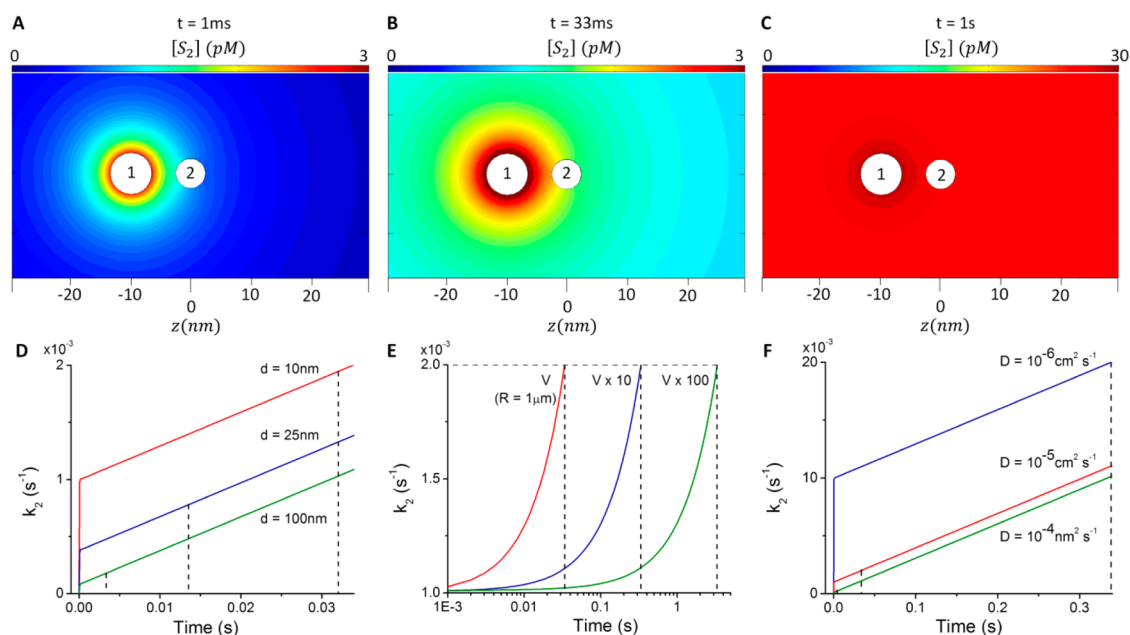 A
t = 1ms
[S₂] (pM)
0 3
1 2
-20 -10 0 20
z(nm)
B
t = 33ms
[S₂] (pM)
0 3
1 2
-20 -10 0 20
z(nm)
C
t = 1s
[S₂] (pM)
0 30
1 2
-20 -10 0 20
z(nm)
D
x10⁻³
2
1
0
k₂ (s⁻¹)
d = 10nm
d = 25nm
d = 100nm
0.00 0.01 0.02 0.03
Time (s)
E
x10⁻³
2.0
1.5
1.0
k₂ (s⁻¹)
V V x 10 V x 100
(R = 1μm)
1E-3 0.01 0.1 1
Time (s)
F
x10⁻³
20
10
0
k₂ (s⁻¹)
D = 10⁻⁶cm² s⁻¹
D = 10⁻⁵cm² s⁻¹
D = 10⁻⁴nm² s⁻¹
0.0 0.1 0.2 0.3
Time (s)